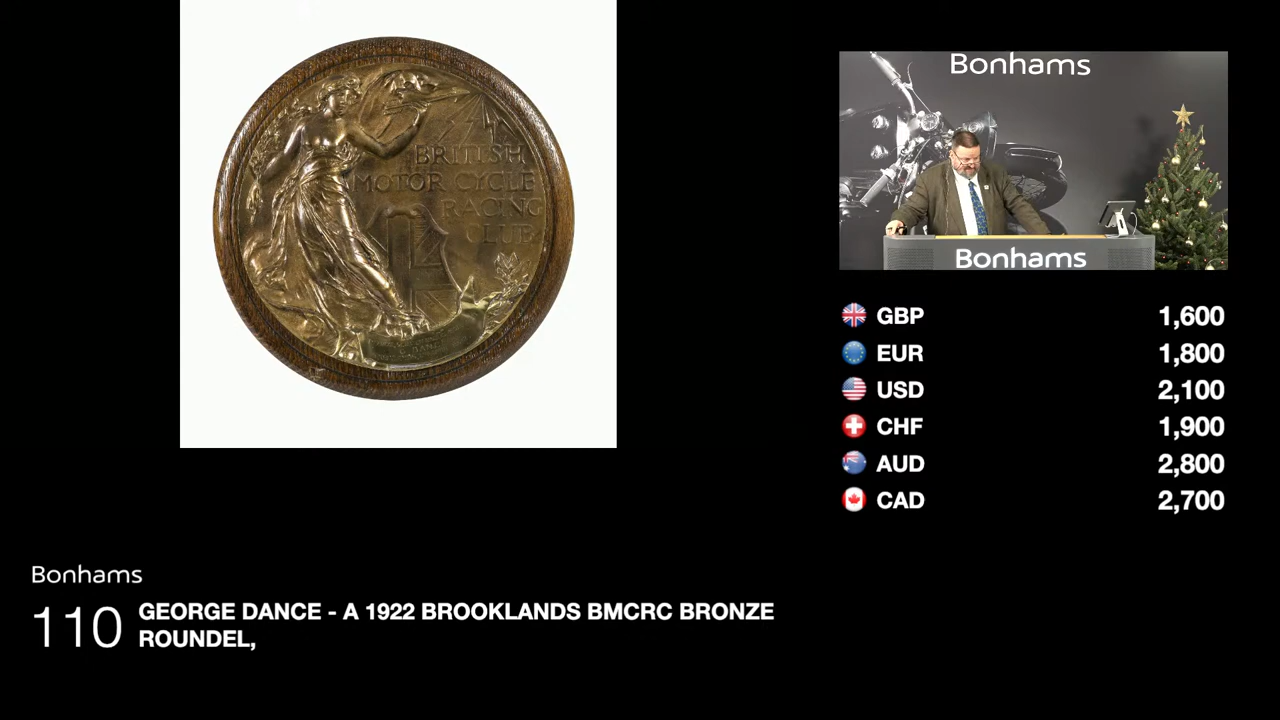 BRITISH
MOTOR CYCLE
RACING
CLUB
Bonhams
Bonhams
GBP 1,600
EUR 1,800
USD 2,100
CHF 1,900
AUD 2,800
CAD 2,700
Bonhams
110 GEORGE DANCE - A 1922 BROOKLANDS BMCRC BRONZE
ROUNDEL,